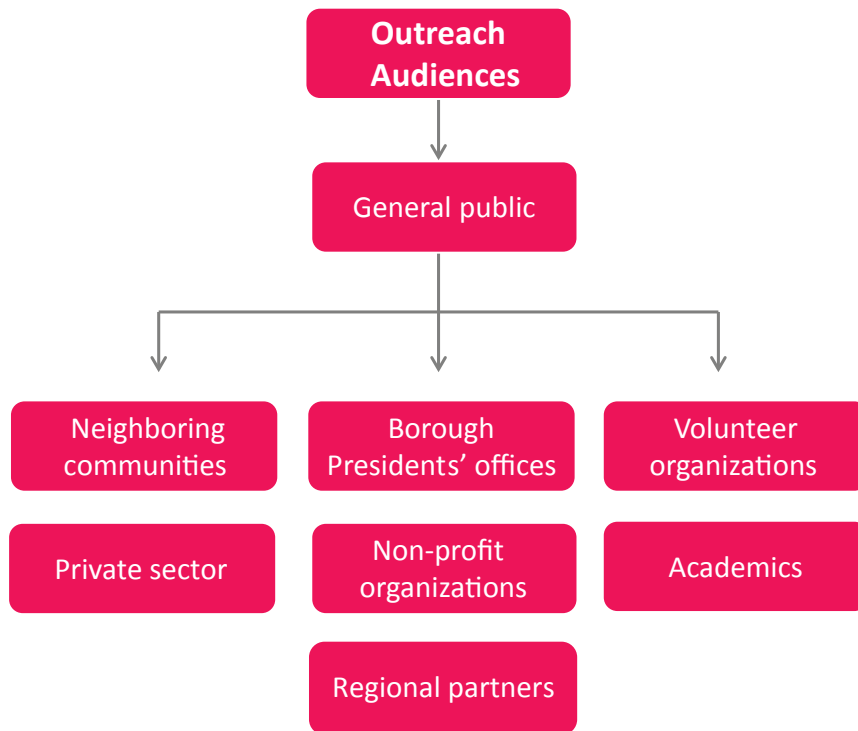 Outreach
Audiences
General public
Neighboring
communities
Borough
Presidents’ offices
Volunteer
organizations
Private sector
Non-profit
organizations
Academics
Regional partners